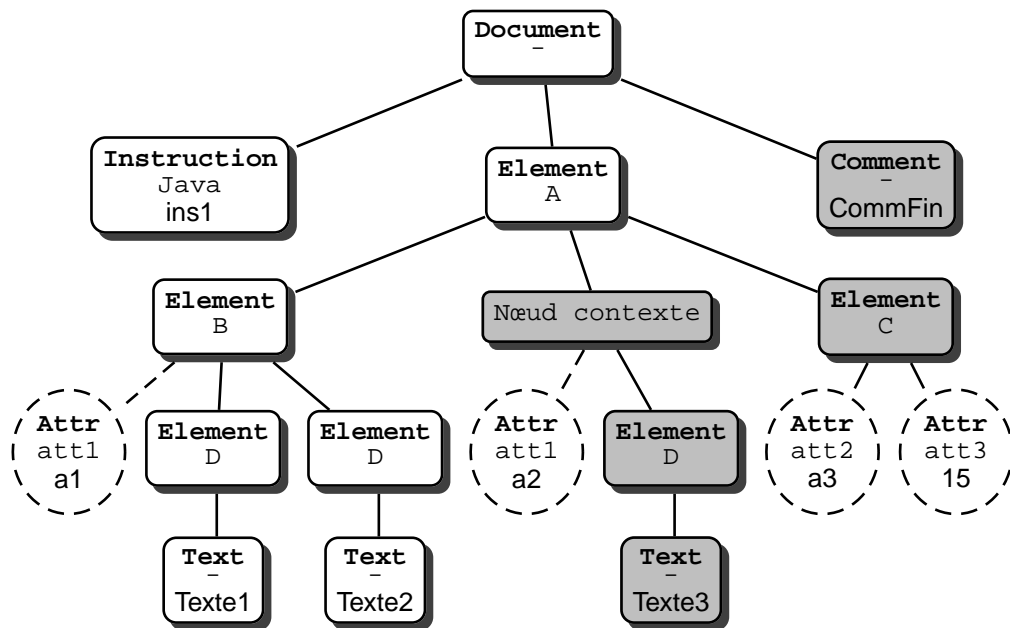 Document
-
Instruction
Java
ins1
Element
A
Comment
-
CommFin
Element
B
Nœud contexte
Element
C
Attr
att1
a1
Element
D
Element
D
Attr
att1
a2
Element
D
Attr
att2
a3
Attr
att3
15
Text
-
Texte1
Text
-
Texte2
Text
-
Texte3